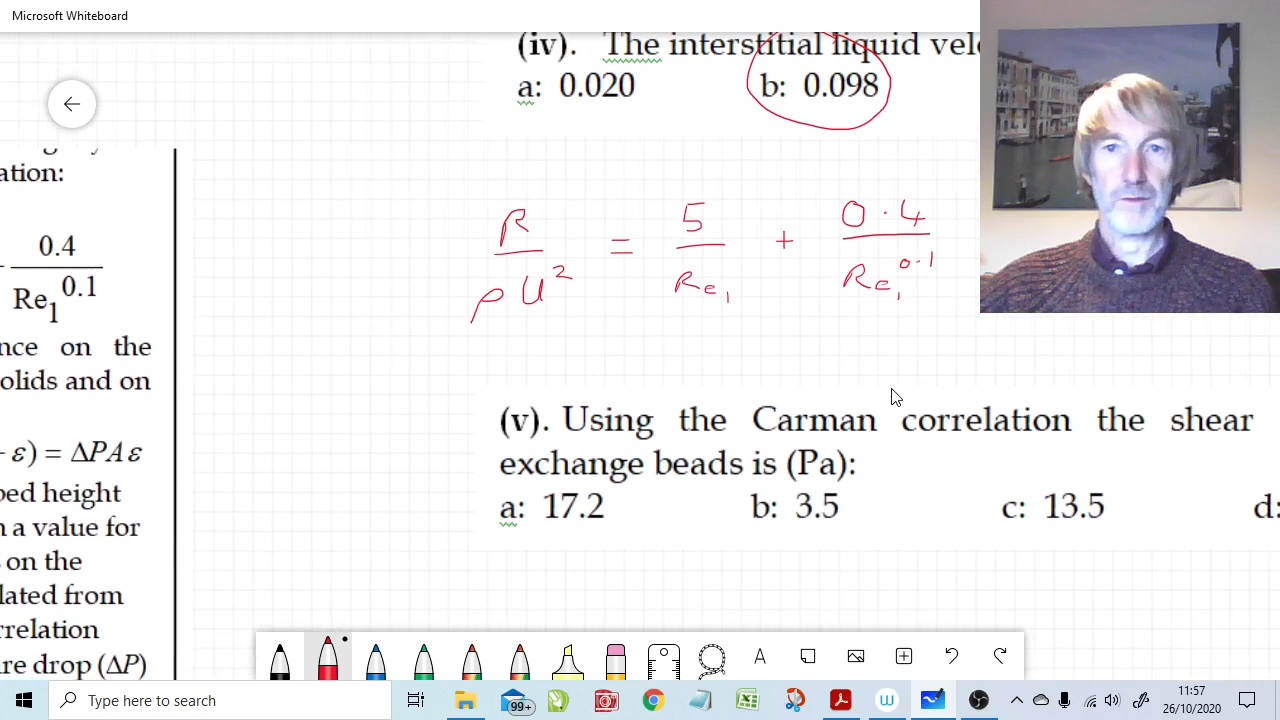 Microsoft Whiteboard
(iv). The interstitial liquid
a: 0.020 b: 0.098
ation:
0.4
Re1 0.1
nce on the
olids and on
ε) = ΔPAε
ped height
n a value for
s on the
lated from
rrelation
ure drop (ΔP)
R = 5 + 0.4
ρ U² Re1 Re1 0.1
(v). Using the Carman correlation the shear
exchange beads is (Pa):
a: 17.2 b: 3.5 c: 13.5 d:
A
Type here to search
99+
11:57
26/10/2020